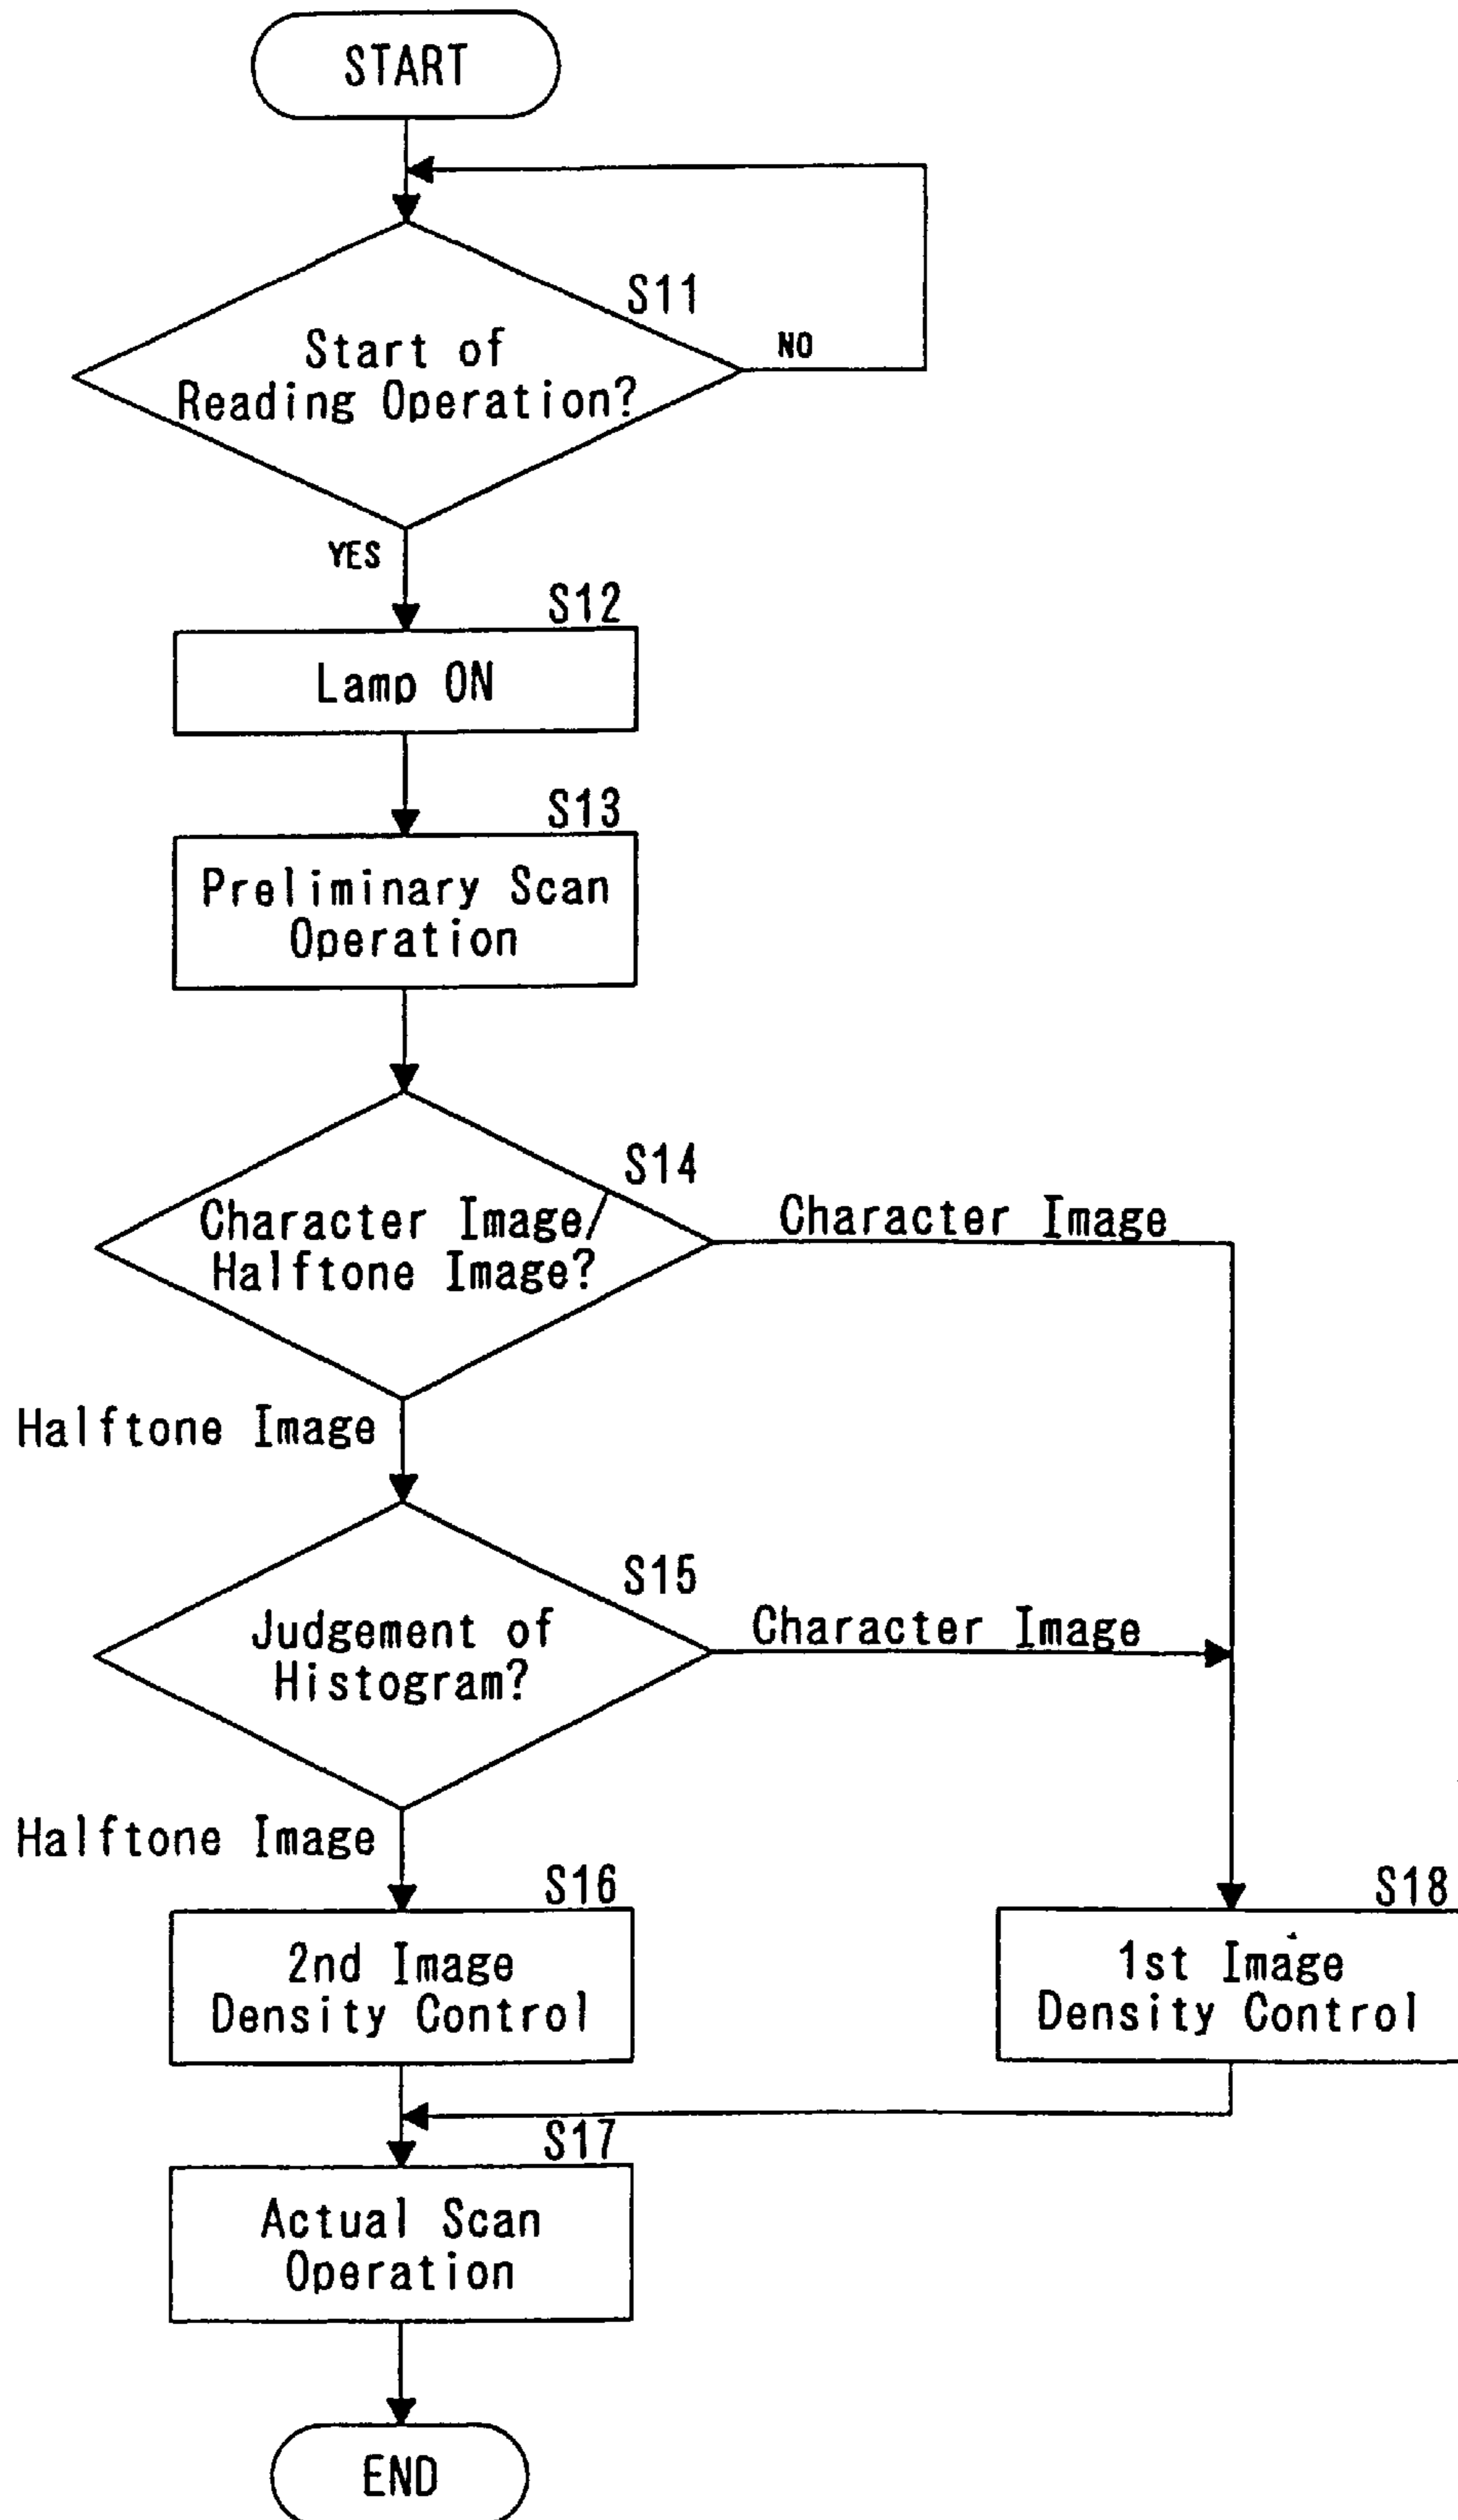 START
S11
Start of
Reading Operation?
NO
YES
S12
Lamp ON
S13
Preliminary Scan
Operation
S14
Character Image/
Halftone Image?
Character Image
Halftone Image
S15
Judgement of
Histogram?
Character Image
Halftone Image
S16
2nd Image
Density Control
S18
1st Image
Density Control
S17
Actual Scan
Operation
END